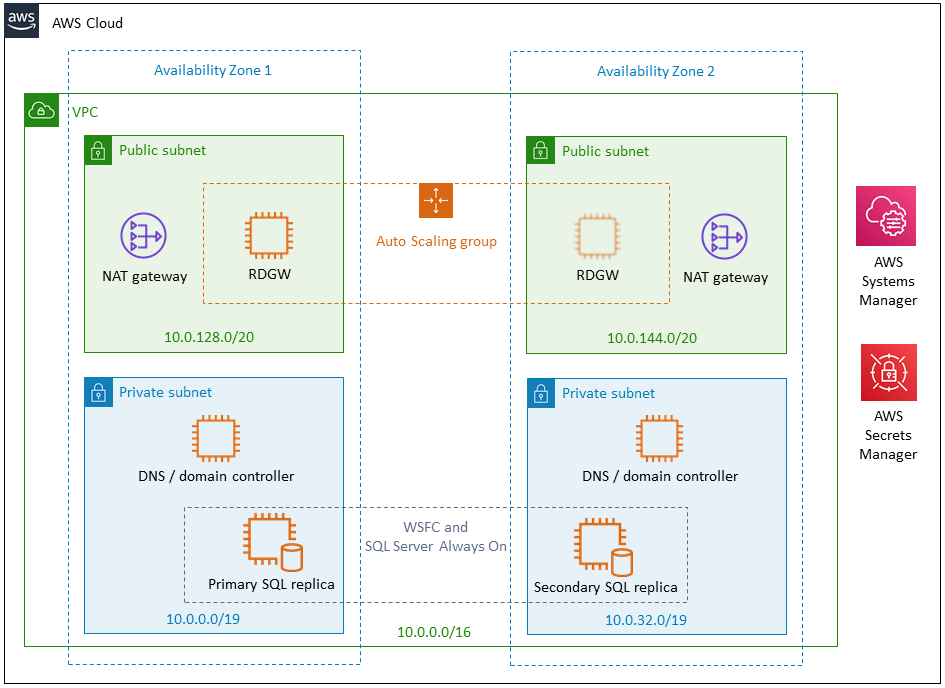 aws
AWS Cloud
Availability Zone 1
Availability Zone 2
VPC
Public subnet
Public subnet
Auto Scaling group
NAT gateway
RDGW
RDGW
NAT gateway
10.0.128.0/20
10.0.144.0/20
AWS
Systems
Manager
Private subnet
Private subnet
AWS
Secrets
Manager
DNS / domain controller
DNS / domain controller
WSFC and
SQL Server Always On
Primary SQL replica
Secondary SQL replica
10.0.0.0/19
10.0.32.0/19
10.0.0.0/16